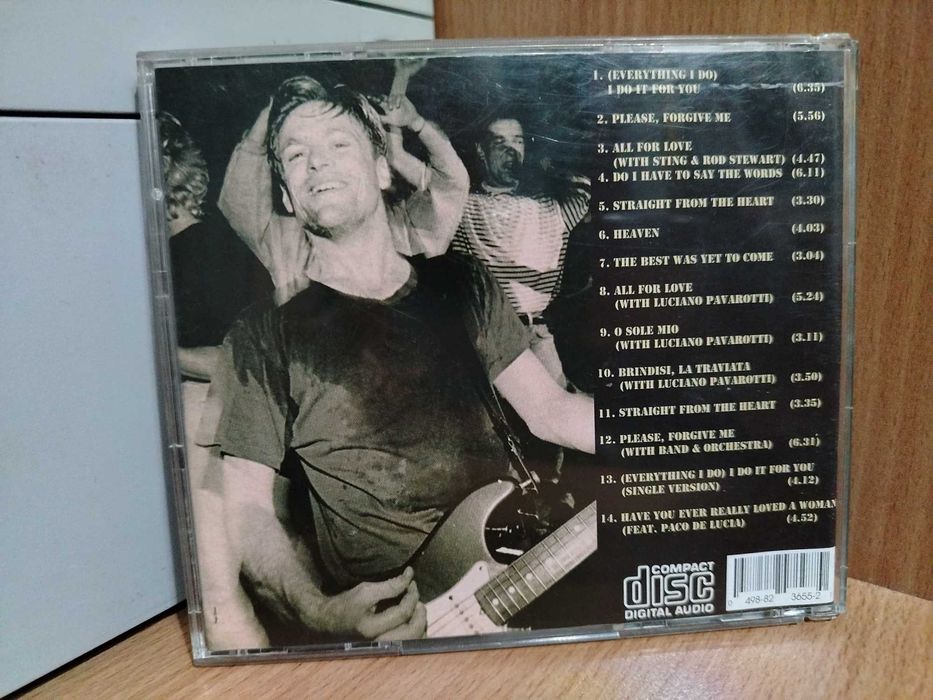 1. (EVERYTHING I DO)
I DO IT FOR YOU (6.35)
2. PLEASE, FORGIVE ME (5.56)
3. ALL FOR LOVE
(WITH STING & ROD STEWART) (4.47)
4. DO I HAVE TO SAY THE WORDS (6.11)
5. STRAIGHT FROM THE HEART (3.30)
6. HEAVEN (4.03)
7. THE BEST WAS YET TO COME (3.04)
8. ALL FOR LOVE
(WITH LUCIANO PAVAROTTI) (5.24)
9. O SOLE MIO
(WITH LUCIANO PAVAROTTI) (3.11)
10. BRINDISI, LA TRAVIATA
(WITH LUCIANO PAVAROTTI) (3.50)
11. STRAIGHT FROM THE HEART (3.35)
12. PLEASE, FORGIVE ME
(WITH BAND & ORCHESTRA) (6.31)
13. (EVERYTHING I DO) I DO IT FOR YOU
(SINGLE VERSION) (4.12)
14. HAVE YOU EVER REALLY LOVED A WOMAN
(FEAT. PACO DE LUCIA) (4.52)
COMPACT
disc
DIGITAL AUDIO
0 498-82 3655-2 1